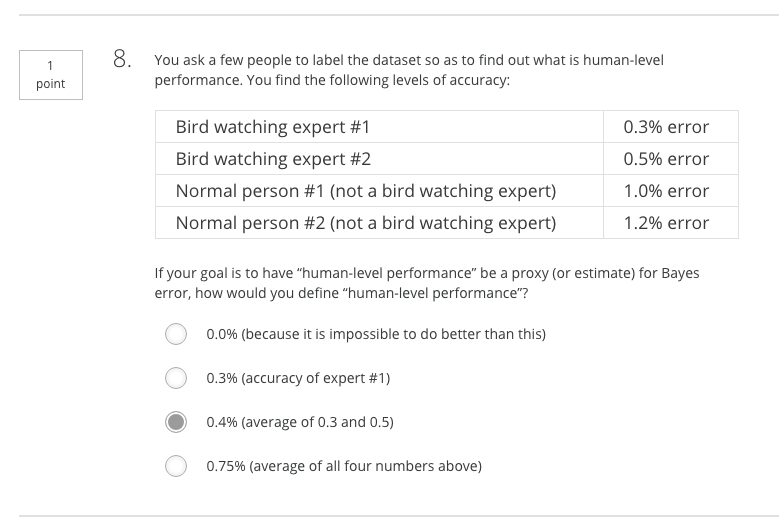 1
point
8.
You ask a few people to label the dataset so as to find out what is human-level
performance. You find the following levels of accuracy:
Bird watching expert #1 0.3% error
Bird watching expert #2 0.5% error
Normal person #1 (not a bird watching expert) 1.0% error
Normal person #2 (not a bird watching expert) 1.2% error
If your goal is to have “human-level performance” be a proxy (or estimate) for Bayes
error, how would you define “human-level performance”?
0.0% (because it is impossible to do better than this)
0.3% (accuracy of expert #1)
0.4% (average of 0.3 and 0.5)
0.75% (average of all four numbers above)